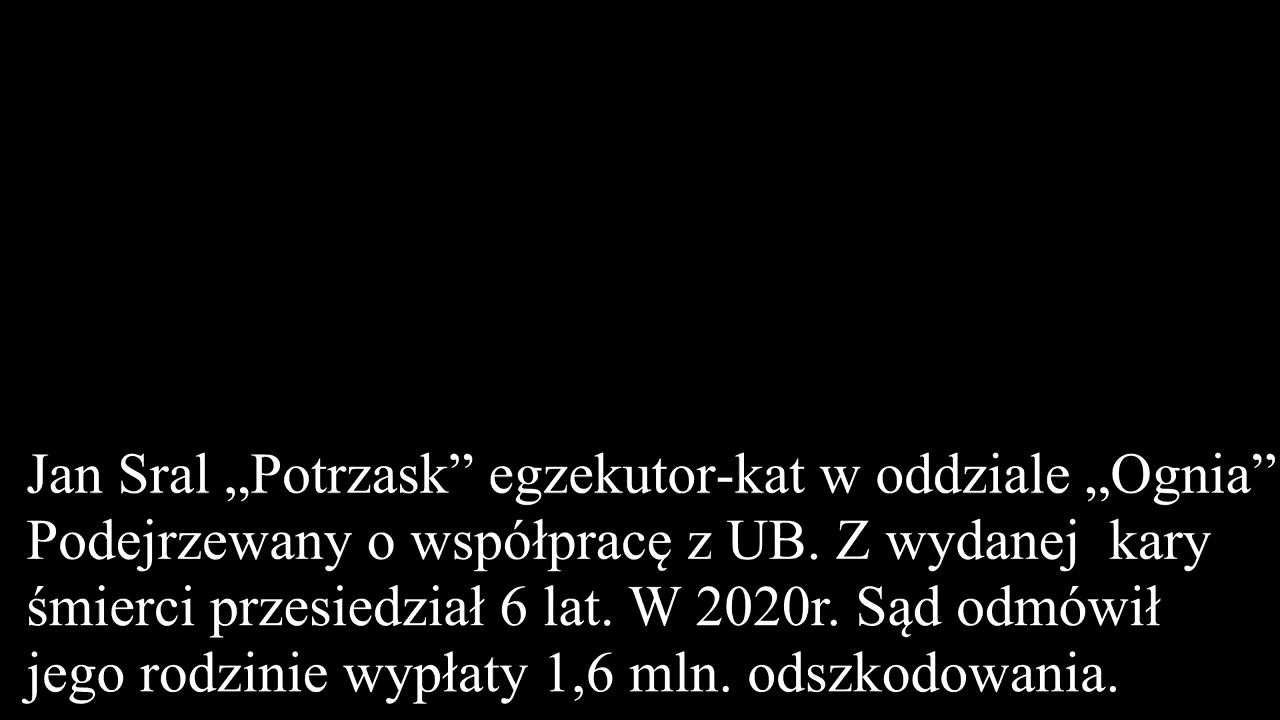 Jan Sral „Potrzask” egzekutor-kat w oddziale „Ognia”
Podejrzewany o współpracę z UB. Z wydanej  kary
śmierci przesiedział 6 lat. W 2020r. Sąd odmówił
jego rodzinie wypłaty 1,6 mln. odszkodowania.